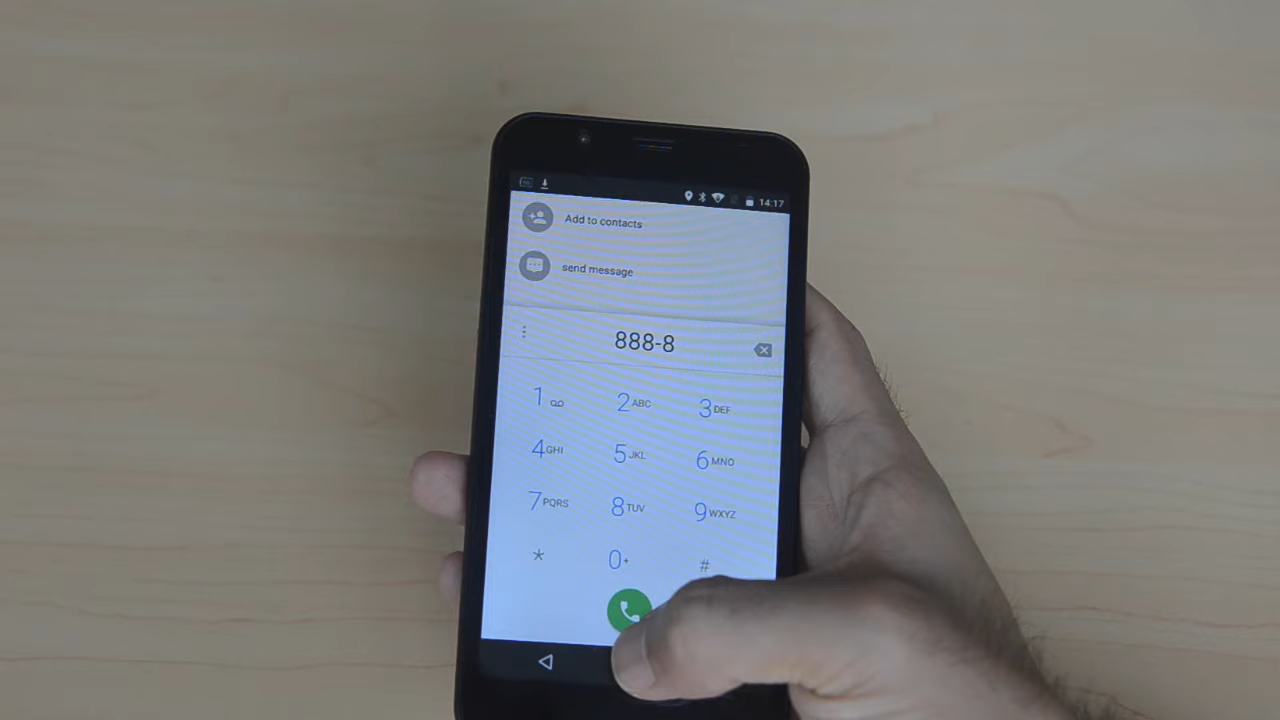 14:17
Add to contacts
send message
888-8
1 2 ABC 3 DEF
4 GHI 5 JKL 6 MNO
7 PQRS 8 TUV 9 WXYZ
* 0+ #